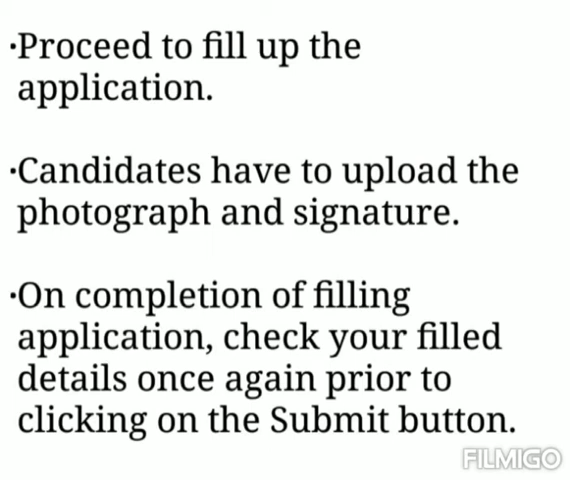 ·Proceed to fill up the
application.
·Candidates have to upload the
photograph and signature.
·On completion of filling
application, check your filled
details once again prior to
clicking on the Submit button.
FILMIGO